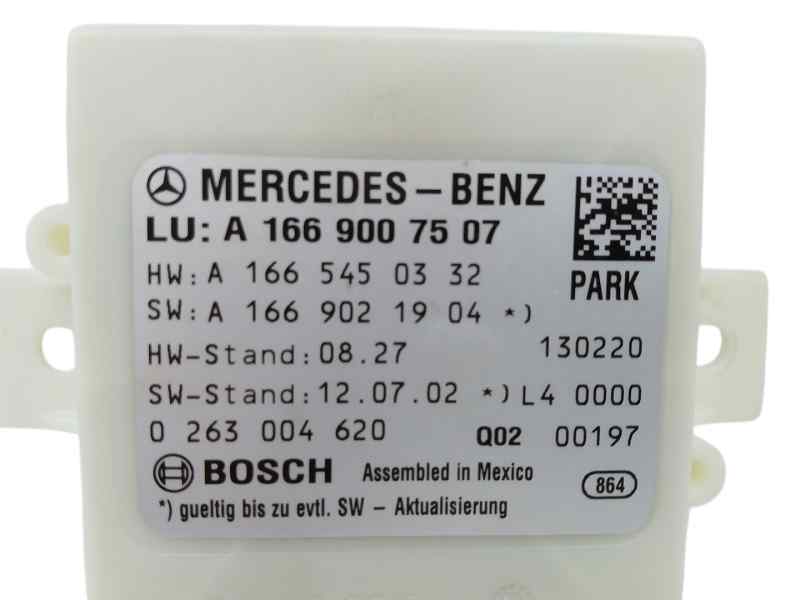 MERCEDES-BENZ
LU: A 166 900 75 07
HW: A 166 545 03 32 PARK
SW: A 166 902 19 04 *)
HW-Stand: 08.27 130220
SW-Stand: 12.07.02 *) L4 0000
0 263 004 620 Q02 00197
BOSCH Assembled in Mexico 864
*) gueltig bis zu evtl. SW - Aktualisierung